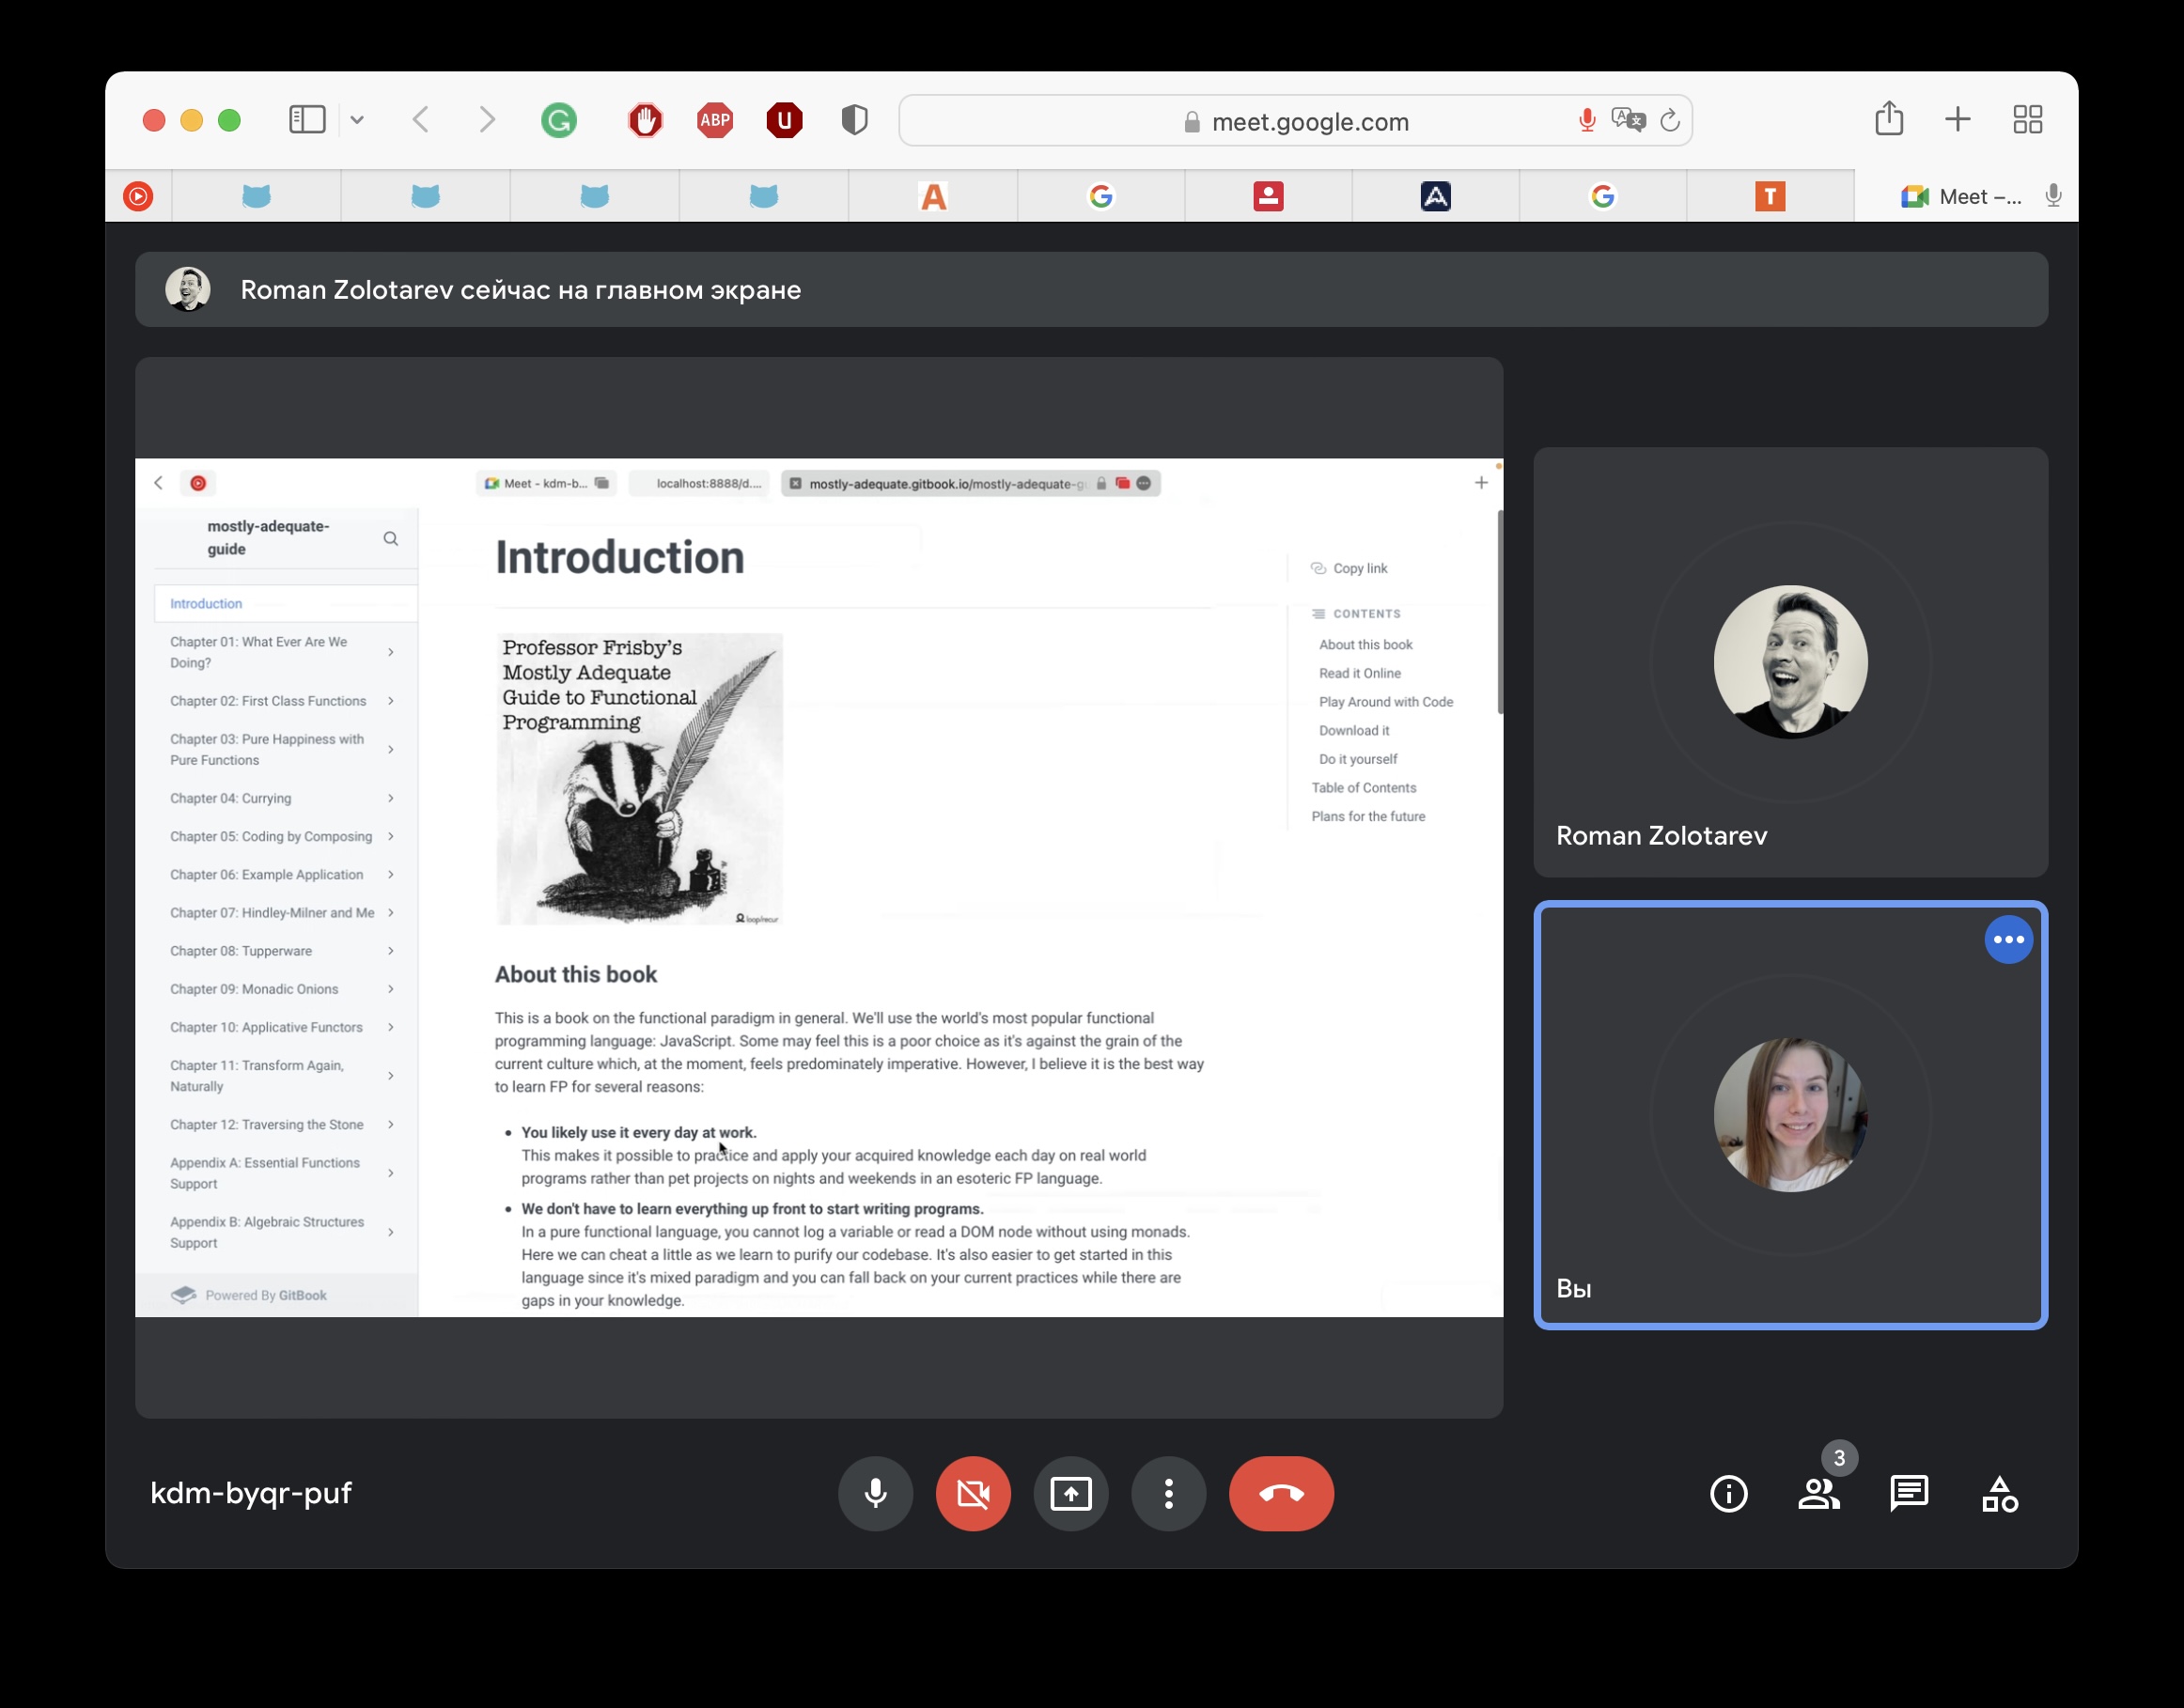 ABP
U
meet.google.com
A
G
A
G
T
Meet –...
Roman Zolotarev сейчас на главном экране
Meet - kdm-b...
localhost:8888/d....
mostly-adequate.gitbook.io/mostly-adequate-
mostly-adequate-
guide
Introduction
Chapter 01: What Ever Are We
Doing?
Chapter 02: First Class Functions
Chapter 03: Pure Happiness with
Pure Functions
Chapter 04: Currying
Chapter 05: Coding by Composing
Chapter 06: Example Application
Chapter 07: Hindley-Milner and Me
Chapter 08: Tupperware
Chapter 09: Monadic Onions
Chapter 10: Applicative Functors
Chapter 11: Transform Again,
Naturally
Chapter 12: Traversing the Stone
Appendix A: Essential Functions
Support
Appendix B: Algebraic Structures
Support
Powered By GitBook
Introduction
Professor Frisby's
Mostly Adequate
Guide to Functional
Programming
loop/recur
About this book
This is a book on the functional paradigm in general. We'll use the world's most popular functional
programming language: JavaScript. Some may feel this is a poor choice as it's against the grain of the
current culture which, at the moment, feels predominately imperative. However, I believe it is the best way
to learn FP for several reasons:
• You likely use it every day at work.
This makes it possible to practice and apply your acquired knowledge each day on real world
programs rather than pet projects on nights and weekends in an esoteric FP language.
• We don't have to learn everything up front to start writing programs.
In a pure functional language, you cannot log a variable or read a DOM node without using monads.
Here we can cheat a little as we learn to purify our codebase. It's also easier to get started in this
language since it's mixed paradigm and you can fall back on your current practices while there are
gaps in your knowledge.
Copy link
CONTENTS
About this book
Read it Online
Play Around with Code
Download it
Do it yourself
Table of Contents
Plans for the future
Roman Zolotarev
Вы
kdm-byqr-puf
3